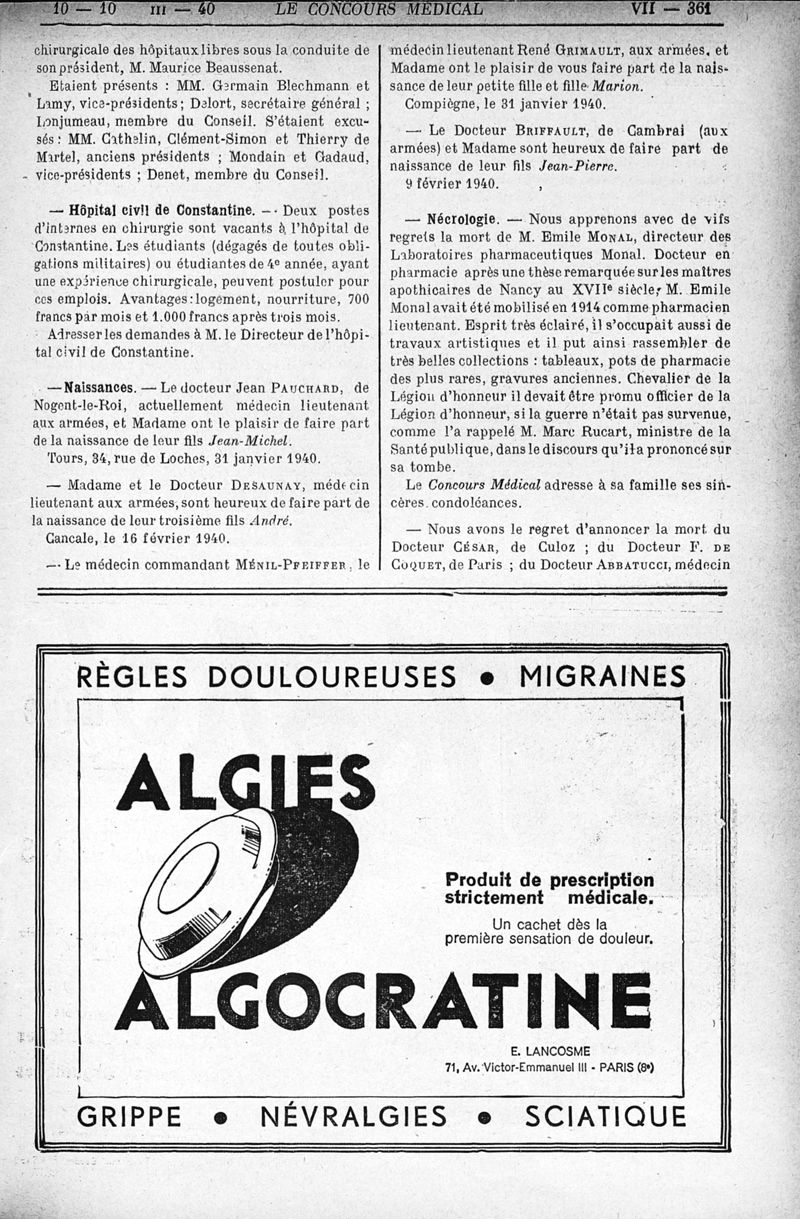 10 — 10 III — 40 LE CONCOURS MÉDICAL VII — 361
chirurgicale des hôpitaux libres sous la conduite de
son président, M. Maurice Beaussenat.
Etaient présents : MM. Germain Blechmann et
Lamy, vice-présidents ; Dalort, secrétaire général ;
Lonjumeau, membre du Conseil. S'étaient excu-
sés : MM. Cathelin, Clément-Simon et Thierry de
Martel, anciens présidents ; Mondain et Gadaud,
vice-présidents ; Denet, membre du Conseil.
— Hôpital civil de Constantine. — Deux postes
d'internes en chirurgie sont vacants à l'hôpital de
Constantine. Les étudiants (dégagés de toutes obli-
gations militaires) ou étudiantes de 4e année, ayant
une expérience chirurgicale, peuvent postuler pour
ces emplois. Avantages : logement, nourriture, 700
francs par mois et 1.000 francs après trois mois.
Adresser les demandes à M. le Directeur de l'hôpi-
tal civil de Constantine.
— Naissances. — Le docteur Jean PAUCHARD, de
Nogent-le-Roi, actuellement médecin lieutenant
aux armées, et Madame ont le plaisir de faire part
de la naissance de leur fils Jean-Michel.
Tours, 34, rue de Loches, 31 janvier 1940.
— Madame et le Docteur DESAUNAY, médecin
lieutenant aux armées, sont heureux de faire part de
la naissance de leur troisième fils André.
Cancale, le 16 février 1940.
— Le médecin commandant MÉNIL-PFEIFFER, le
médecin lieutenant René GRIMAULT, aux armées, et
Madame ont le plaisir de vous faire part de la nais-
sance de leur petite fille et fille Marion.
Compiègne, le 31 janvier 1940.
— Le Docteur BRIFFAULT, de Cambrai (aux
armées) et Madame sont heureux de faire part de
naissance de leur fils Jean-Pierre.
9 février 1940.
— Nécrologie. — Nous apprenons avec de vifs
regrets la mort de M. Emile MONAL, directeur des
Laboratoires pharmaceutiques Monal. Docteur en
pharmacie après une thèse remarquée sur les maîtres
apothicaires de Nancy au XVIIe siècle, M. Emile
Monal avait été mobilisé en 1914 comme pharmacien
lieutenant. Esprit très éclairé, il s'occupait aussi de
travaux artistiques et il put ainsi rassembler de
très belles collections : tableaux, pots de pharmacie
des plus rares, gravures anciennes. Chevalier de la
Légion d'honneur il devait être promu officier de la
Légion d'honneur, si la guerre n'était pas survenue,
comme l'a rappelé M. Marc Rucart, ministre de la
Santé publique, dans le discours qu'il a prononcé sur
sa tombe.
Le Concours Médical adresse à sa famille ses sin-
cères condoléances.
— Nous avons le regret d'annoncer la mort du
Docteur CÉSAR, de Culoz ; du Docteur F. DE
COQUET, de Paris ; du Docteur ABBATUCCI, médecin
RÈGLES DOULOUREUSES • MIGRAINES
ALGIES
Produit de prescription
strictement médicale.
Un cachet dès la
première sensation de douleur.
ALGOCRATINE
E. LANCOSME
71, Av. Victor-Emmanuel III - PARIS (8e)
GRIPPE • NÉVRALGIES • SCIATIQUE